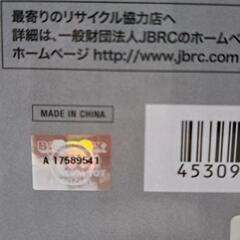 最寄りのリサイクル協力店へ
詳細は、一般財団法人JBRCのホームペ
ホームページ http://www.jbrc.
MADE IN CHINA
A 17589541
45309